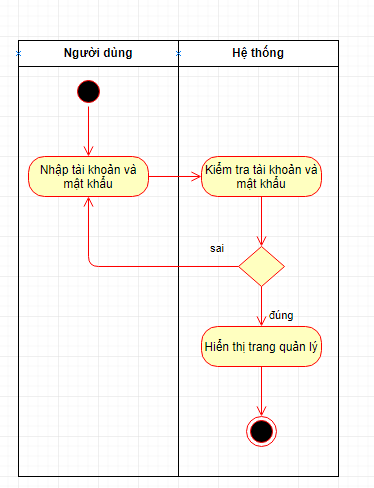 Người dùng
Hệ thống
Nhập tài khoản và
mật khẩu
Kiểm tra tài khoản và
mật khẩu
sai
đúng
Hiển thị trang quản lý